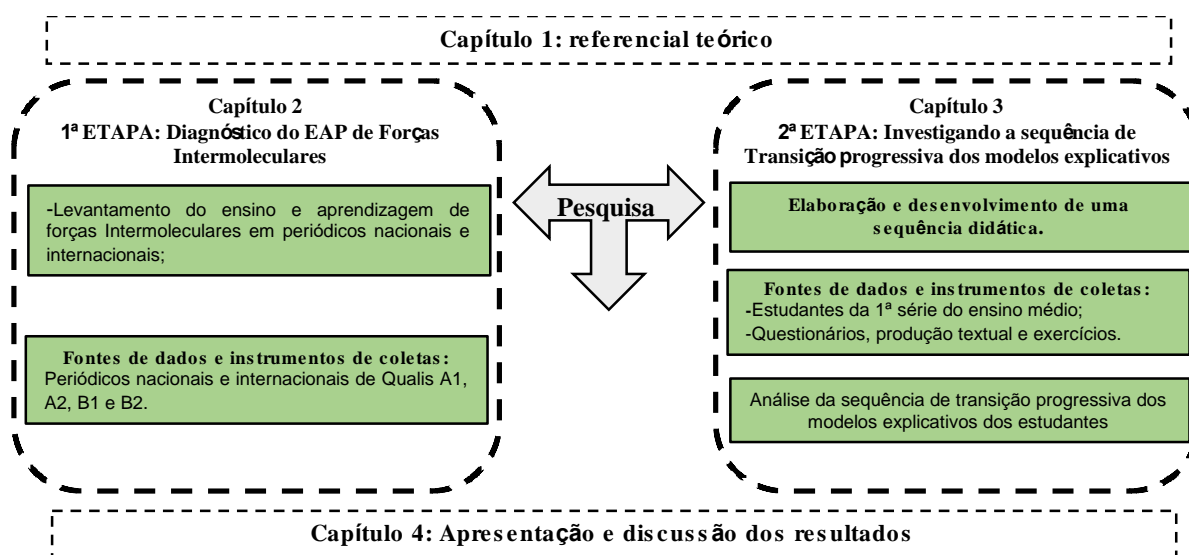 Capítulo 1: referencial teórico
Capítulo 2
1ª ETAPA: Diagnóstico do EAP de Forças
Intermoleculares
-Levantamento do ensino e aprendizagem de
forças Intermoleculares em periódicos nacionais e
internacionais;
Fontes de dados e instrumentos de coletas:
Periódicos nacionais e internacionais de Qualis A1,
A2, B1 e B2.
Pesquisa
Capítulo 3
2ª ETAPA: Investigando a sequência de
Transição progressiva dos modelos explicativos
Elaboração e desenvolvimento de uma
sequência didática.
Fontes de dados e instrumentos de coletas:
-Estudantes da 1ª série do ensino médio;
-Questionários, produção textual e exercícios.
Análise da sequência de transição progressiva dos
modelos explicativos dos estudantes
Capítulo 4: Apresentação e discussão dos resultados